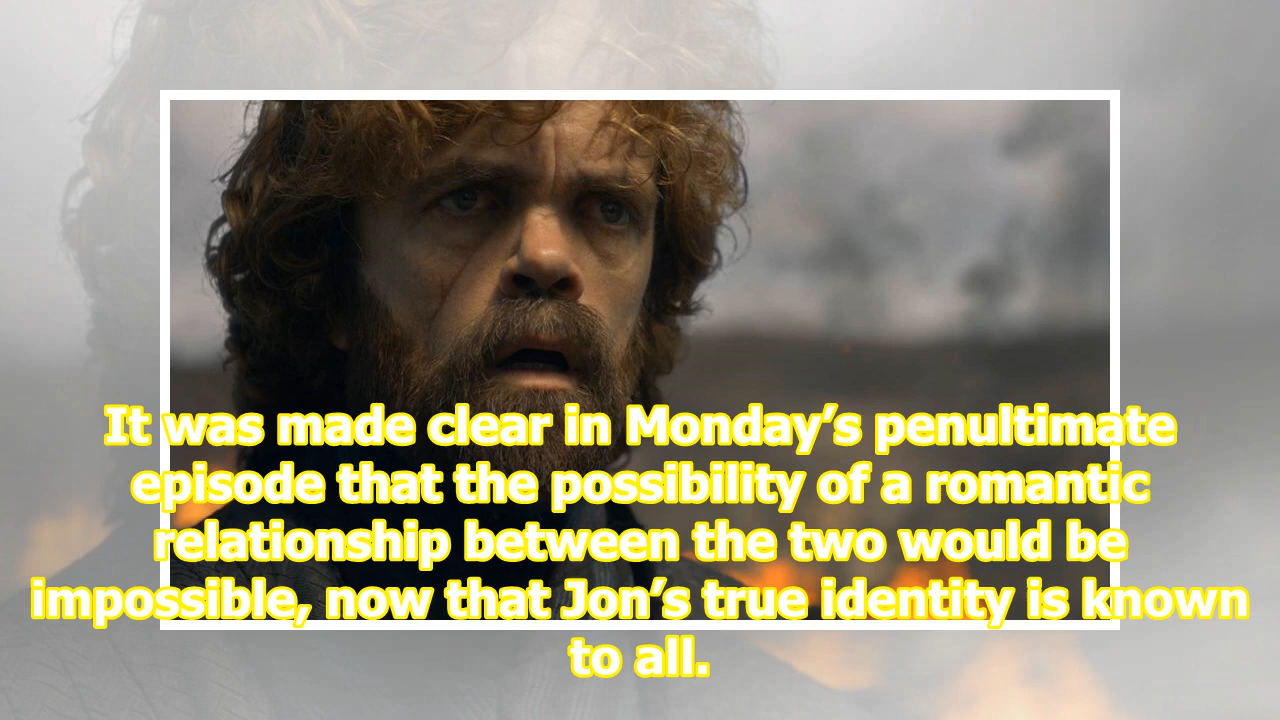 It was made clear in Monday’s penultimate
episode that the possibility of a romantic
relationship between the two would be
impossible, now that Jon’s true identity is known
to all.